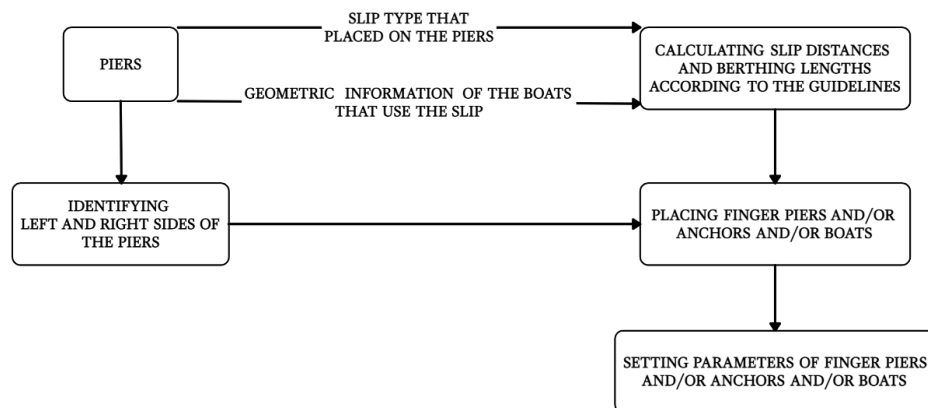 SLIP TYPE THAT
PLACED ON THE PIERS
PIERS
CALCULATING SLIP DISTANCES
AND BERTHING LENGTHS
ACCORDING TO THE GUIDELINES
GEOMETRIC INFORMATION OF THE BOATS
THAT USE THE SLIP
IDENTIFYING
LEFT AND RIGHT SIDES OF
THE PIERS
PLACING FINGER PIERS AND/OR
ANCHORS AND/OR BOATS
SETTING PARAMETERS OF FINGER PIERS
AND/OR ANCHORS AND/OR BOATS